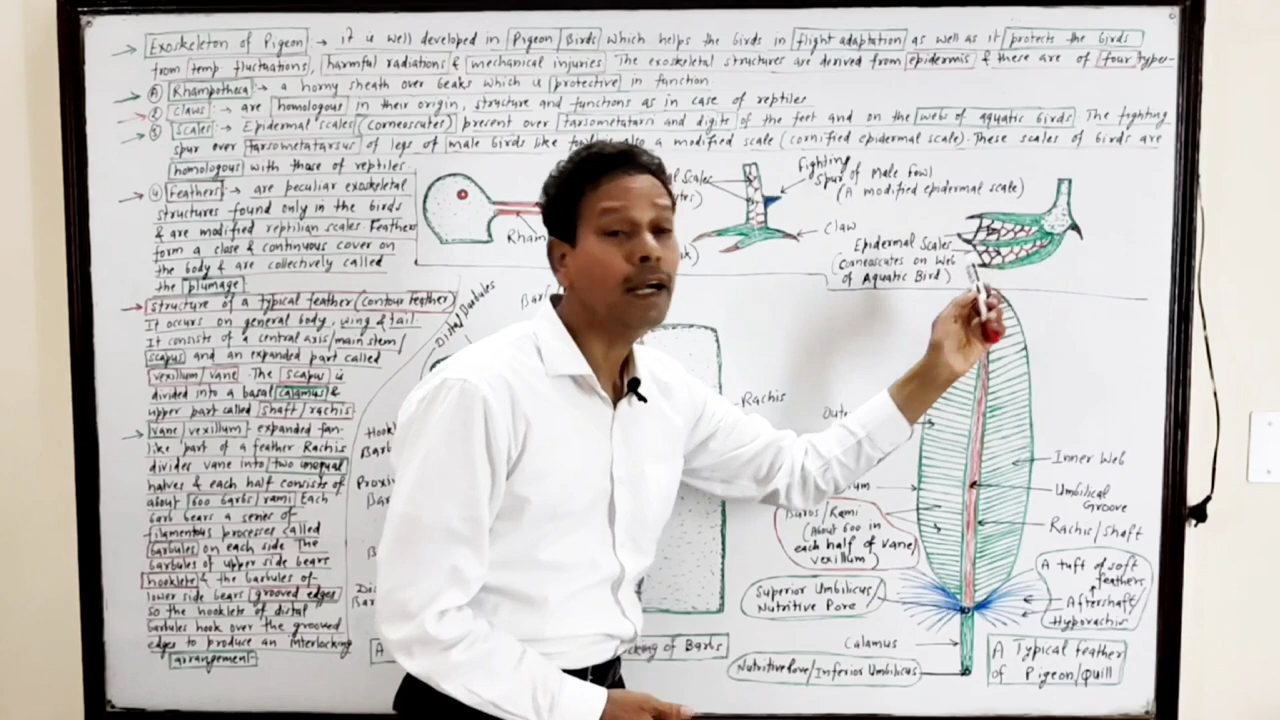 Exoskeleton of Pigeon :→ it is well developed in Pigeon/Birds which helps the birds in flight adaptation as well as it protects the birds
from temp fluctuations, harmful radiations & mechanical injuries The exoskeletal structures are derived from epidermis & these are of four types-
① Rhampotheca :→ a horny sheath over beaks which is protective in function
② Claws :→ are homologous in their origin, structure and functions as in case of reptiles
③ Scales :→ Epidermal scales (corneoscutes) present over tarsometatarsi and digits of the feet and on the webs of aquatic birds The fighting
spur over tarsometatarsus of legs of male birds like a modified scale (cornified epidermal scale). These scales of birds are
homologous with those of reptiles.
④ Feathers :→ are peculiar exoskeletal
structures found only in the birds
& are modified reptilian scales. Feathers
form a close & continuous cover on
the body & are collectively called
the plumage
Structure of a typical feather (contour feather)
It occurs on general body, wing & tail.
It consists of a central axis/main stem/
scapus and an expanded part called
vexillum/vane. The scapus is
divided into a basal calamus &
upper part called shaft/rachis
Vane/vexillum- expanded fan-
like part of a feather Rachis
divides vane into two unequal
halves & each half consists of
about 600 barbs/rami Each
barb bears a series of
filamentous processes called
barbules on each side The
barbules of upper side bears
hooklets & the barbules of
lower side bears grooved edges
so the hooklets of distal
barbules hook over the grooved
edges to produce an interlocking
arrangement-
Scales
Fighting
Spur of Male Fowl
(A modified epidermal scale)
Claw
Epidermal Scales
(Corneoscutes on Web
of Aquatic Bird)
Distal Barbules
Rachis
Inner Web
Umbilical
Groove
Rachis/Shaft
Barbs/Rami
(About 600 in
each half of vane/
vexillum)
A tuft of soft
feathers
Aftershaft/
Hyporachis
Superior Umbilicus/
Nutritive Pore
Calamus
Nutritive Pore/Inferior Umbilicus
of Barbs
A Typical feather
of Pigeon/Quill